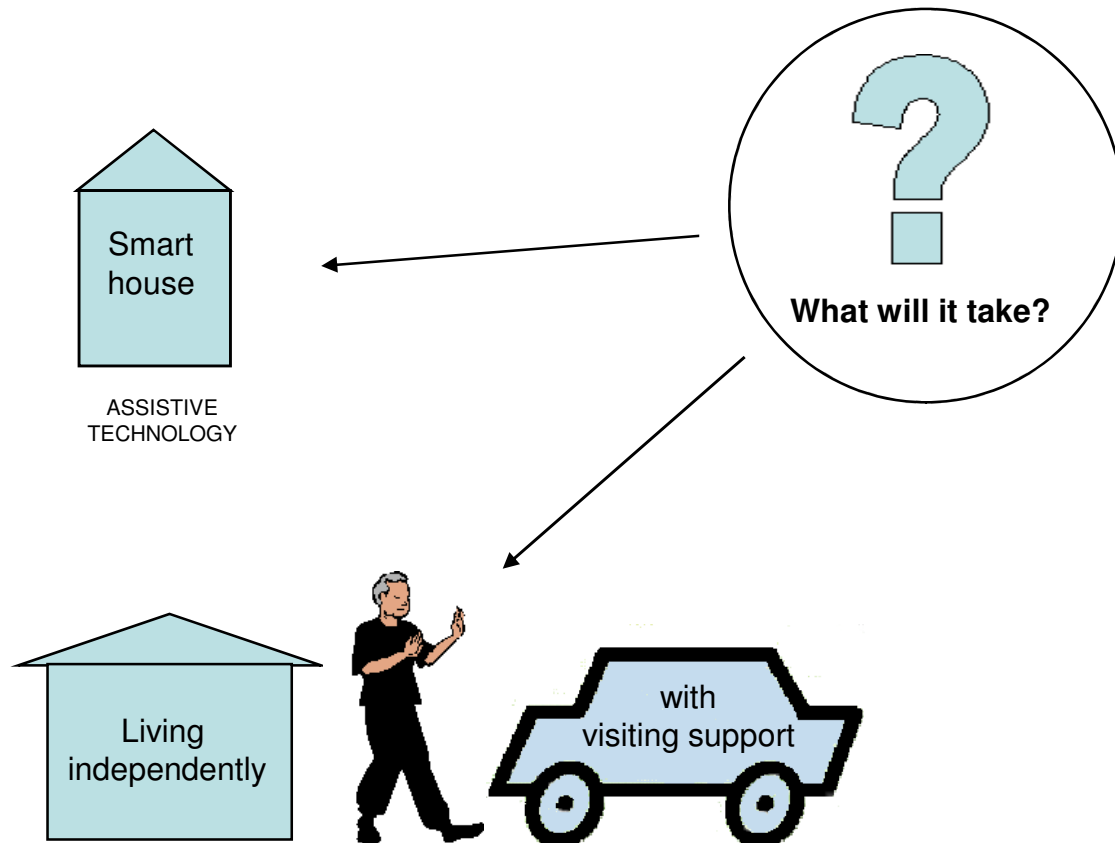 What will it take?
Smart
house
ASSISTIVE
TECHNOLOGY
Living
independently
with
visiting support